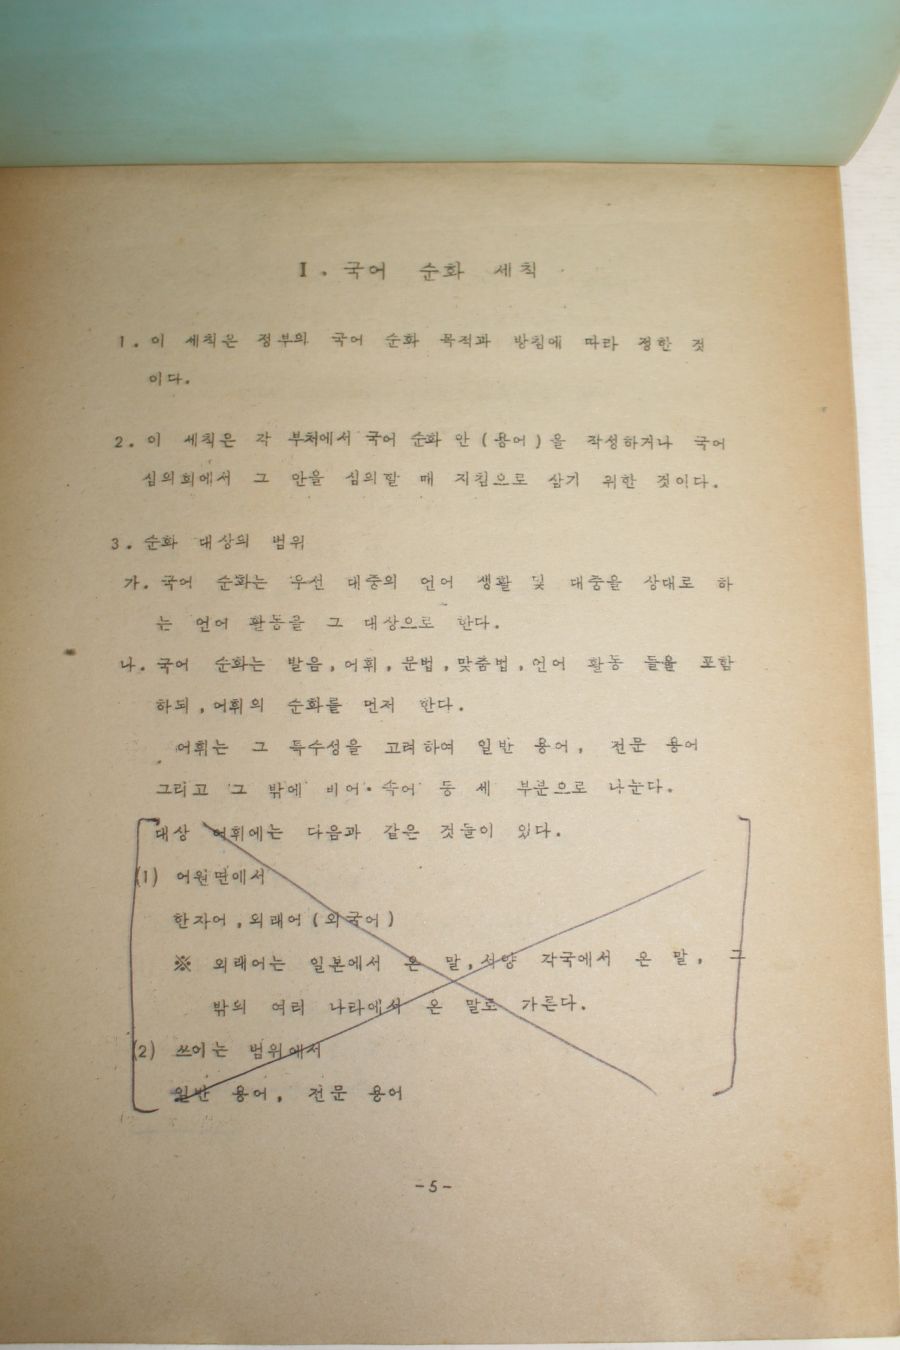 I. 국어 순화 세칙
1. 이 세칙은 정부의 국어 순화 목적과 방침에 따라 정한 것
이다.
2. 이 세칙은 각 부처에서 국어 순화 안 (용어)을 작성하거나 국어
심의회에서 그 안을 심의할 때 지침으로 삼기 위한 것이다.
3. 순화 대상의 범위
가. 국어 순화는 우선 대중의 언어 생활 및 대중을 상대로 하
는 언어 활동을 그 대상으로 한다.
나. 국어 순화는 발음, 어휘, 문법, 맞춤법, 언어 활동 들을 포함
하되, 어휘의 순화를 먼저 한다.
어휘는 그 특수성을 고려하여 일반 용어, 전문 용어
그리고 그 밖에 비어·속어 등 세 부분으로 나눈다.
대상 어휘에는 다음과 같은 것들이 있다.
(1) 어원면에서
한자어, 외래어 (외국어)
※ 외래어는 일본에서 온 말, 서양 각국에서 온 말, 그
밖의 여러 나라에서 온 말로 가른다.
(2) 쓰이는 범위에서
일반 용어, 전문 용어
-5-